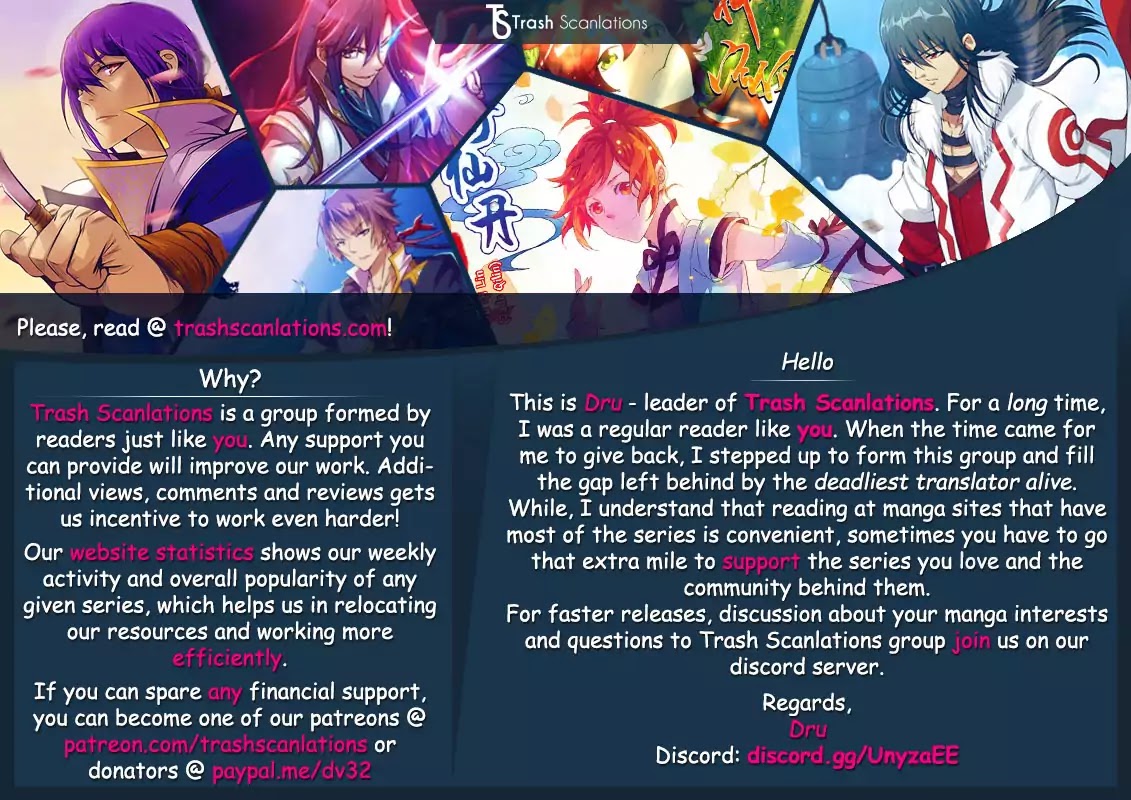 TS Trash Scanlations
仙丹
Please, read @ trashscanlations.com!
Why?
Trash Scanlations is a group formed by
readers just like you. Any support you
can provide will improve our work. Addi-
tional views, comments and reviews gets
us incentive to work even harder!
Our website statistics shows our weekly
activity and overall popularity of any
given series, which helps us in relocating
our resources and working more
efficiently.
If you can spare any financial support,
you can become one of our patreons @
patreon.com/trashscanlations or
donators @ paypal.me/dv32
Hello
This is Dru - leader of Trash Scanlations. For a long time,
I was a regular reader like you. When the time came for
me to give back, I stepped up to form this group and fill
the gap left behind by the deadliest translator alive.
While, I understand that reading at manga sites that have
most of the series is convenient, sometimes you have to go
that extra mile to support the series you love and the
community behind them.
For faster releases, discussion about your manga interests
and questions to Trash Scanlations group join us on our
discord server.
Regards,
Dru
Discord: discord.gg/UnyzaEE